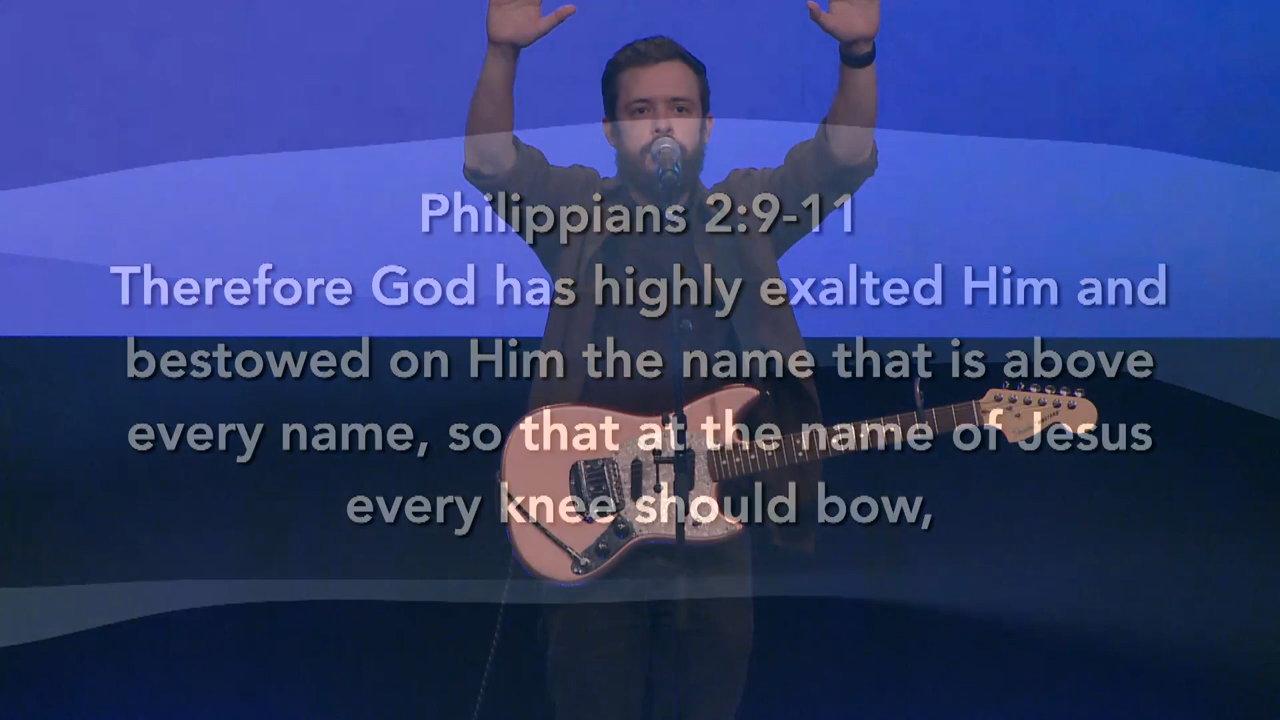 Philippians 2:9-11
Therefore God has highly exalted Him and
bestowed on Him the name that is above
every name, so that at the name of Jesus
every knee should bow,